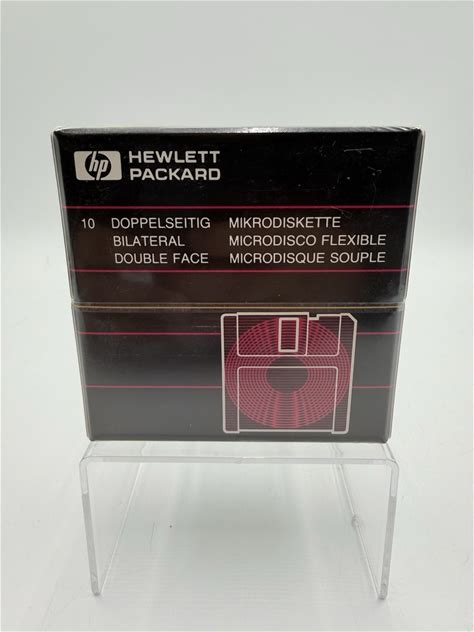 hp HEWLETT
PACKARD
10 DOPPELSEITIG MIKRODISKETTE
BILATERAL MICRODISCO FLEXIBLE
DOUBLE FACE MICRODISQUE SOUPLE